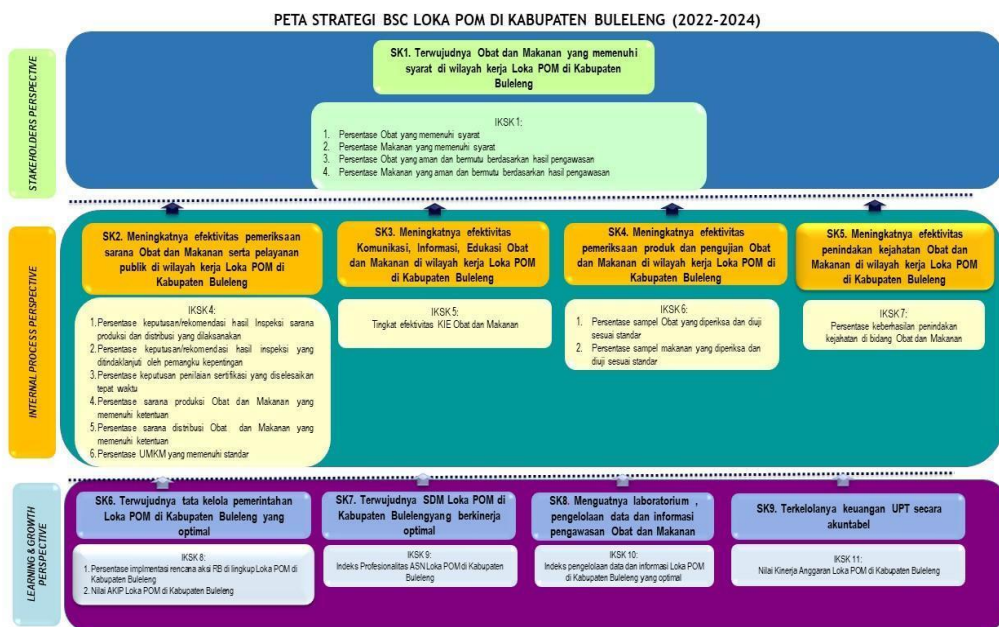 PETA STRATEGI BSC LOKA POM DI KABUPATEN BULELENG (2022-2024)
STAKEHOLDERS PERSPECTIVE
SK1. Terwujudnya Obat dan Makanan yang memenuhi
syarat di wilayah kerja Loka POM di Kabupaten
Buleleng
IKSK 1:
1. Persentase Obat yang memenuhi syarat
2. Persentase Makanan yang memenuhi syarat
3. Persentase Obat yang aman dan bermutu berdasarkan hasil pengawasan
4. Persentase Makanan yang aman dan bermutu berdasarkan hasil pengawasan
INTERNAL PROCESS PERSPECTIVE
SK2. Meningkatnya efektivitas pemeriksaan
sarana Obat dan Makanan serta pelayanan
publik di wilayah kerja Loka POM di
Kabupaten Buleleng
IKSK 4:
1.Persentase keputusan/rekomendasi hasil Inspeksi sarana
produksi dan distribusi yang dilaksanakan
2.Persentase keputusan/rekomendasi hasil inspeksi yang
ditindaklanjuti oleh pemangku kepentingan
3.Persentase keputusan penilaian sertifikasi yang diselesaikan
tepat waktu
4.Persentase sarana produksi Obat dan Makanan yang
memenuhi ketentuan
5.Persentase sarana distribusi Obat dan Makanan yang
memenuhi ketentuan
6.Persentase UMKM yang memenuhi standar
SK3. Meningkatnya efektivitas
Komunikasi, Informasi, Edukasi Obat
dan Makanan di wilayah kerja Loka POM
di Kabupaten Buleleng
IKSK 5:
Tingkat efektivitas KIE Obat dan Makanan
SK4. Meningkatnya efektivitas
pemeriksaan produk dan pengujian Obat
dan Makanan di wilayah kerja Loka POM
di Kabupaten Buleleng
IKSK 6:
1. Persentase sampel Obat yang diperiksa dan diuji
sesuai standar
2. Persentase sampel makanan yang diperiksa dan
diuji sesuai standar
SK5. Meningkatnya efektivitas
penindakan kejahatan Obat dan
Makanan di wilayah kerja Loka POM
di Kabupaten Buleleng
IKSK 7:
Persentase keberhasilan penindakan
kejahatan di bidang Obat dan Makanan
LEARNING & GROWTH
PERSPECTIVE
SK6. Terwujudnya tata kelola pemerintahan
Loka POM di Kabupaten Buleleng yang
optimal
IKSK 8:
1. Persentase implmentasi rencana aksi RB di lingkup Loka POM di
Kabupaten Buleleng
2. Nilai AKIP Loka POM di Kabupaten Buleleng
SK7. Terwujudnya SDM Loka POM di
Kabupaten Bulelengyang berkinerja
optimal
IKSK 9:
Indeks Profesionalitas ASN Loka POM di Kabupaten
Buleleng
SK8. Menguatnya laboratorium ,
pengelolaan data dan informasi
pengawasan Obat dan Makanan
IKSK 10:
Indeks pengelolaan data dan informasi Loka POM
di Kabupaten Buleleng yang optimal
SK9. Terkelolanya keuangan UPT secara
akuntabel
IKSK 11:
Nilai Kinerja Anggaran Loka POM di Kabupaten Buleleng